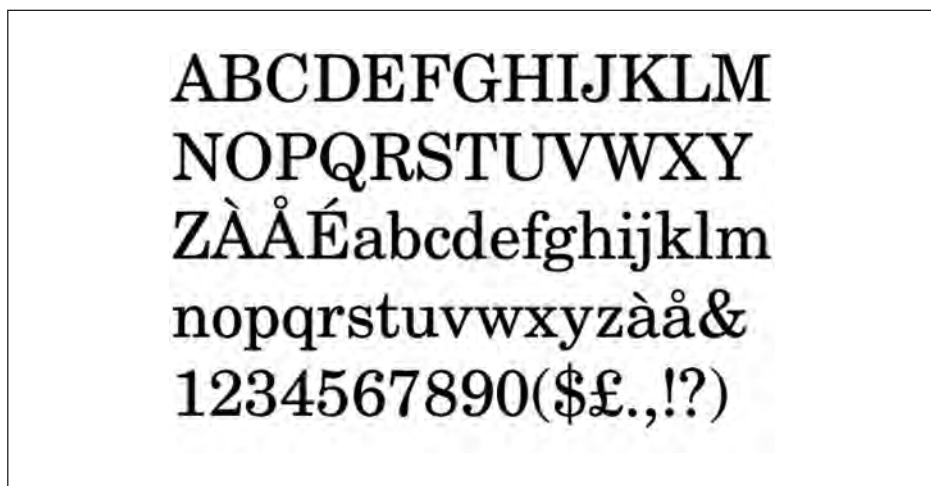 ABCDEFGHIJKLM
NOPQRSTUVWXY
ZÀÅÉabcdefghijklm
nopqrstuvwxyzàå&
1234567890($£.,!?)